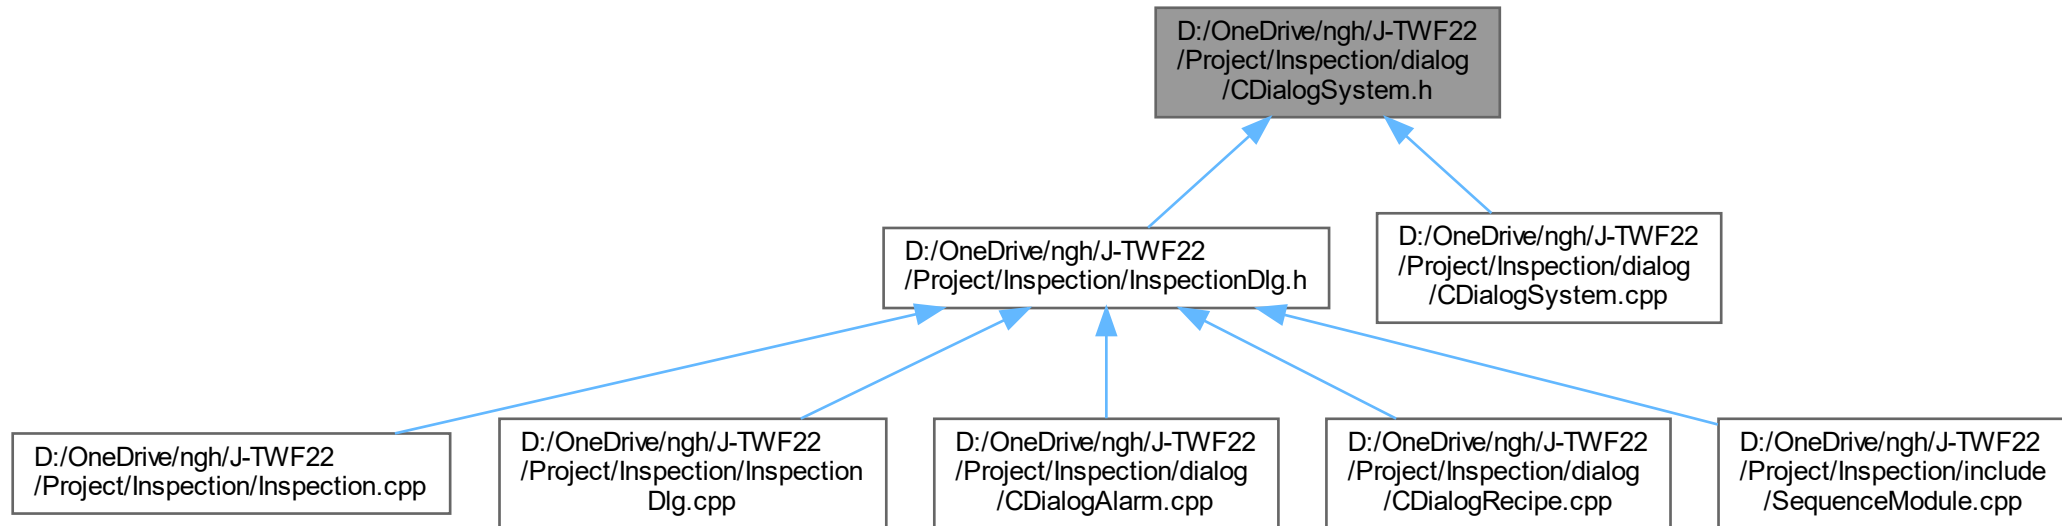 D:/OneDrive/ngh/J-TWF22
/Project/Inspection/dialog
/CDialogSystem.h
D:/OneDrive/ngh/J-TWF22
/Project/Inspection/InspectionDlg.h
D:/OneDrive/ngh/J-TWF22
/Project/Inspection/dialog
/CDialogSystem.cpp
D:/OneDrive/ngh/J-TWF22
/Project/Inspection/Inspection.cpp
D:/OneDrive/ngh/J-TWF22
/Project/Inspection/Inspection
Dlg.cpp
D:/OneDrive/ngh/J-TWF22
/Project/Inspection/dialog
/CDialogAlarm.cpp
D:/OneDrive/ngh/J-TWF22
/Project/Inspection/dialog
/CDialogRecipe.cpp
D:/OneDrive/ngh/J-TWF22
/Project/Inspection/include
/SequenceModule.cpp